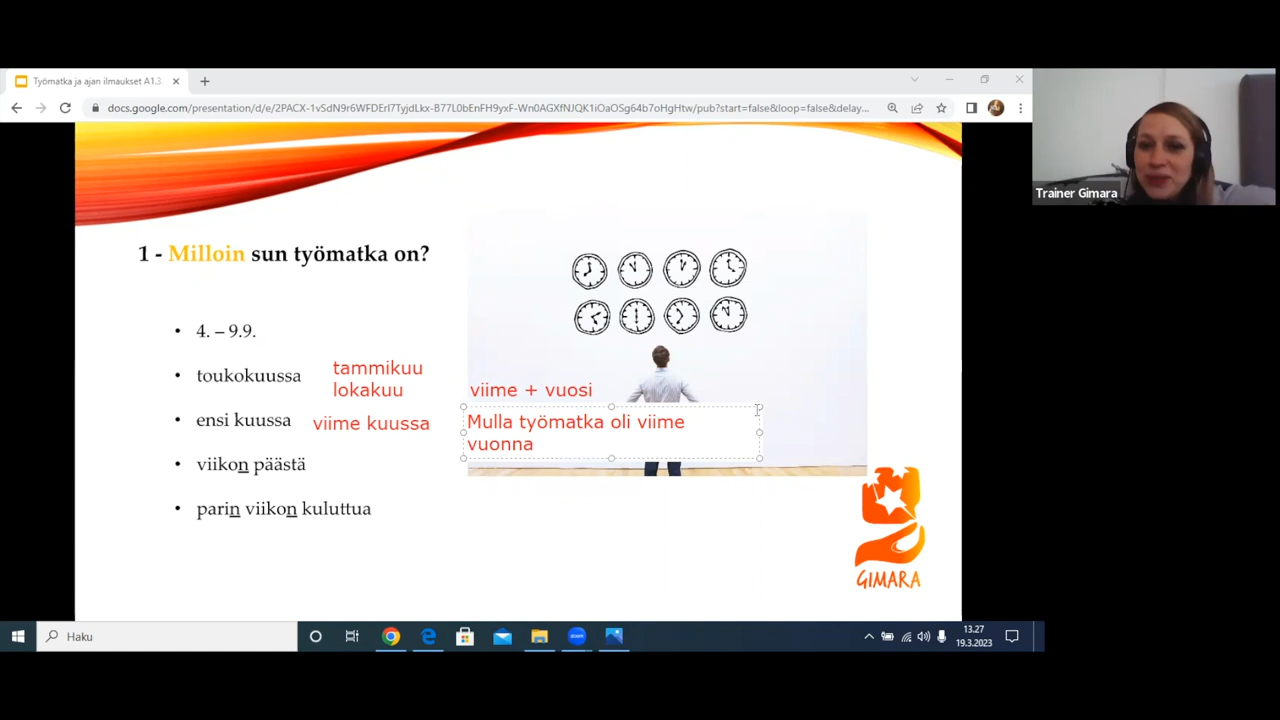 Työmatka ja ajan ilmaukset A1.3
docs.google.com/presentation/d/e/2PACX-1vSdN9r6WFDErI7TyjdLkx-B77L0bEnFH9yxF-Wn0AGXfNJQK1iOaOSg64b7oHgHtw/pub?start=false&loop=false&delay...
Trainer Gimara
1 - Milloin sun työmatka on?
• 4. – 9.9.
• toukokuussa
tammikuu
lokakuu
• ensi kuussa
viime kuussa
viime + vuosi
Mulla työmatka oli viime
vuonna
• viikon päästä
• parin viikon kuluttua
GIMARA
Haku
zoom
13.27
19.3.2023